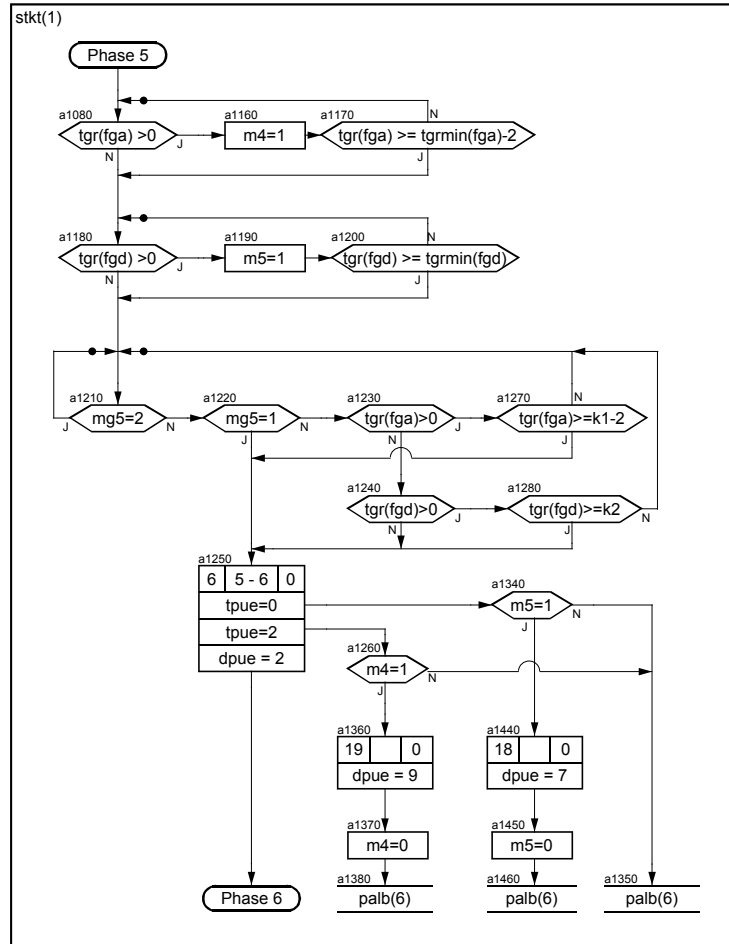 stkt(1)
Phase 5
a1080
tgr(fga) >0
J
N
a1160
m4=1
a1170
tgr(fga) >= tgrmin(fga)-2
N
J
a1180
tgr(fgd) >0
J
N
a1190
m5=1
a1200
tgr(fgd) >= tgrmin(fgd)
N
J
a1210
mg5=2
J
N
a1220
mg5=1
N
J
a1230
tgr(fga)>0
J
N
a1270
tgr(fga)>=k1-2
N
J
a1240
tgr(fgd)>0
J
N
a1280
tgr(fgd)>=k2
N
J
a1250
6 5 - 6 0
tpue=0
tpue=2
dpue = 2
a1340
m5=1
N
J
a1260
m4=1
N
J
a1360
19 0
dpue = 9
a1440
18 0
dpue = 7
a1370
m4=0
a1450
m5=0
Phase 6
a1380
palb(6)
a1460
palb(6)
a1350
palb(6)